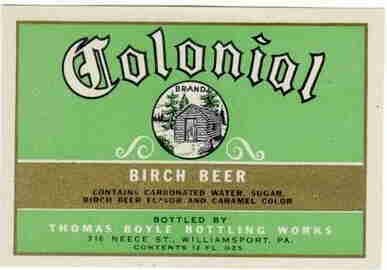 Colonial
BRAND
BIRCH BEER
CONTAINS CARBONATED WATER, SUGAR,
BIRCH BEER FLAVOR AND CARAMEL COLOR
BOTTLED BY
THOMAS BOYLE BOTTLING WORKS
316 REECE ST., WILLIAMSPORT, PA.
CONTENTS 12 FL. OZS.